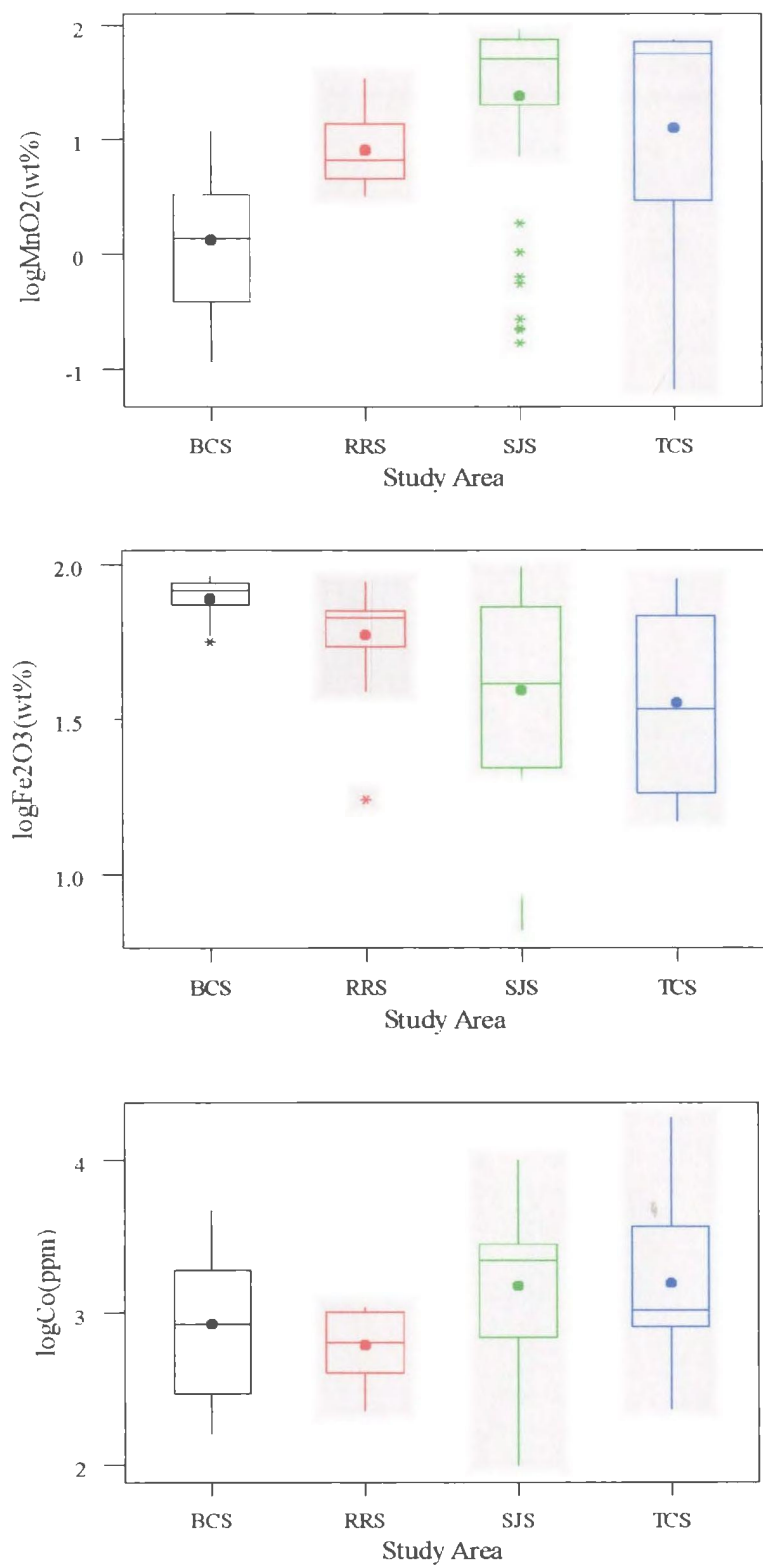 2
1
0
-1
logMnO2(wt%)
BCS RRS SJS TCS
Study Area
2.0
1.5
1.0
logFe2O3(wt%)
BCS RRS SJS TCS
Study Area
4
3
2
logCo(ppm)
BCS RRS SJS TCS
Study Area